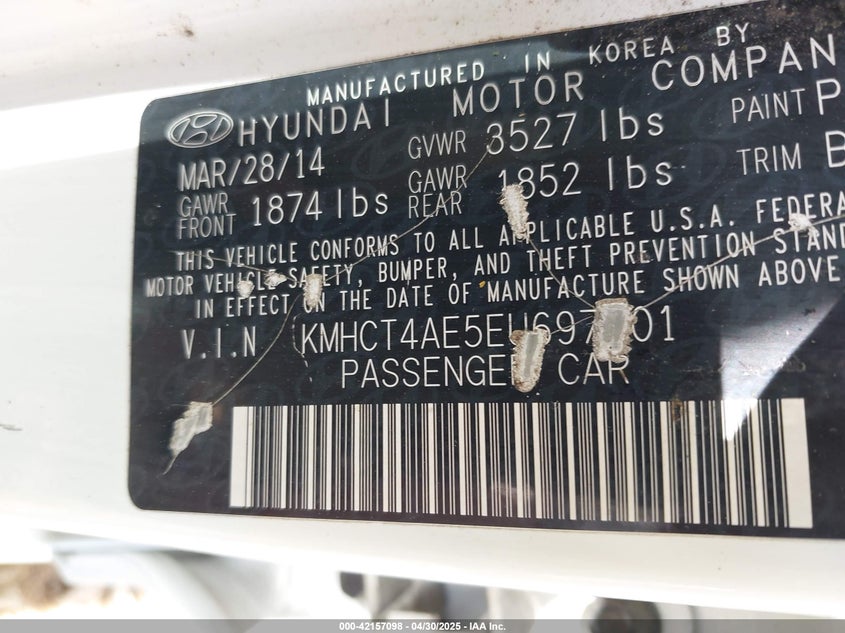 MANUFACTURED IN KOREA BY
HYUNDAI MOTOR COMPAN
MAR/28/14 GVWR 3527 lbs PAINT P
GAWR FRONT 1874 lbs GAWR REAR 1852 lbs TRIM B
THIS VEHICLE CONFORMS TO ALL APPLICABLE U.S.A. FEDERA
MOTOR VEHICLE SAFETY, BUMPER, AND THEFT PREVENTION STAND
IN EFFECT ON THE DATE OF MANUFACTURE SHOWN ABOVE
V.I.N
PASSENGER CAR
000-42157098 - 04/30/2025 - © IAA Inc.